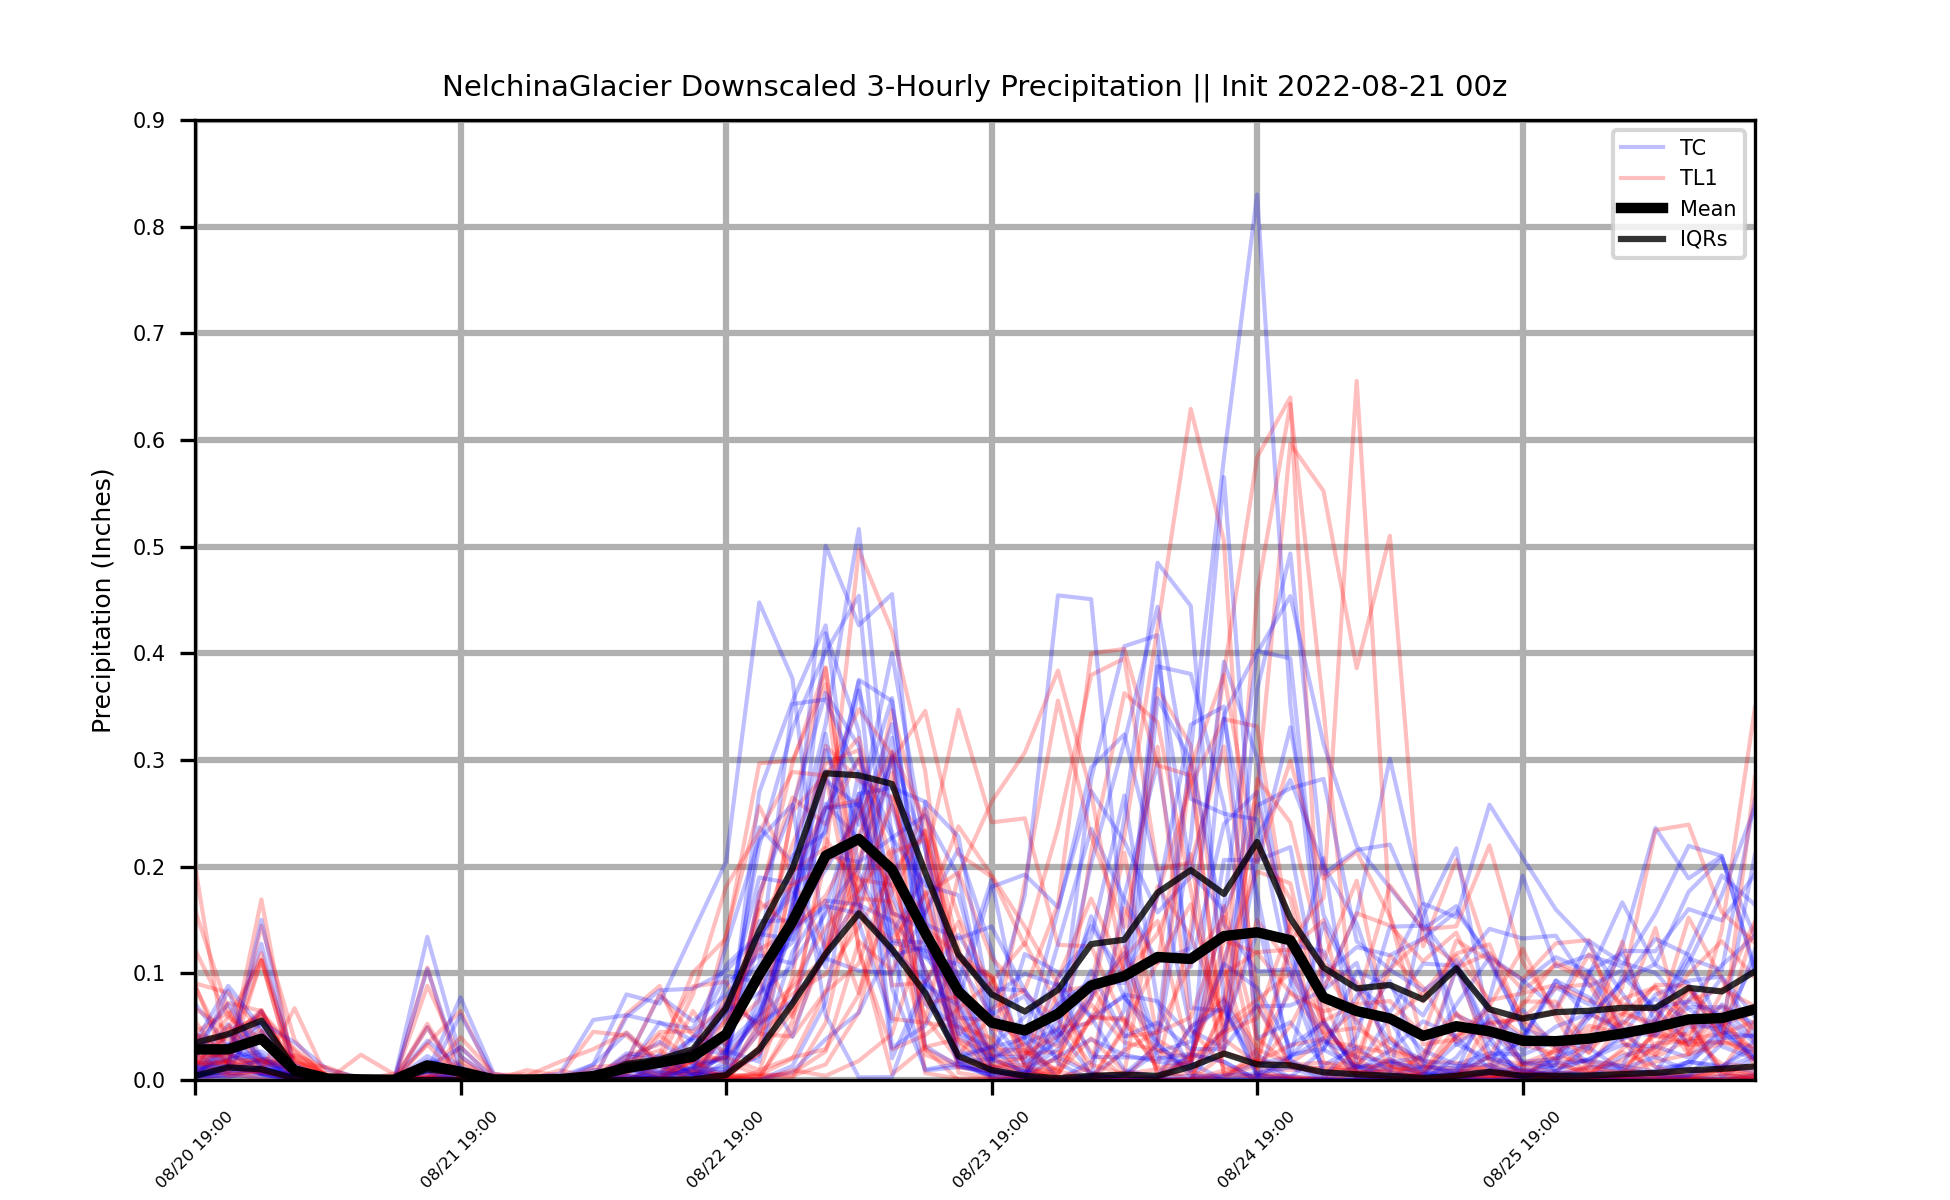 NelchinaGlacier Downscaled 3-Hourly Precipitation || Init 2022-08-21 00z
TC
TL1
Mean
IQRs
Precipitation (Inches)
0.9
0.8
0.7
0.6
0.5
0.4
0.3
0.2
0.1
0.0
08/20 19:00
08/21 19:00
08/22 19:00
08/23 19:00
08/24 19:00
08/25 19:00